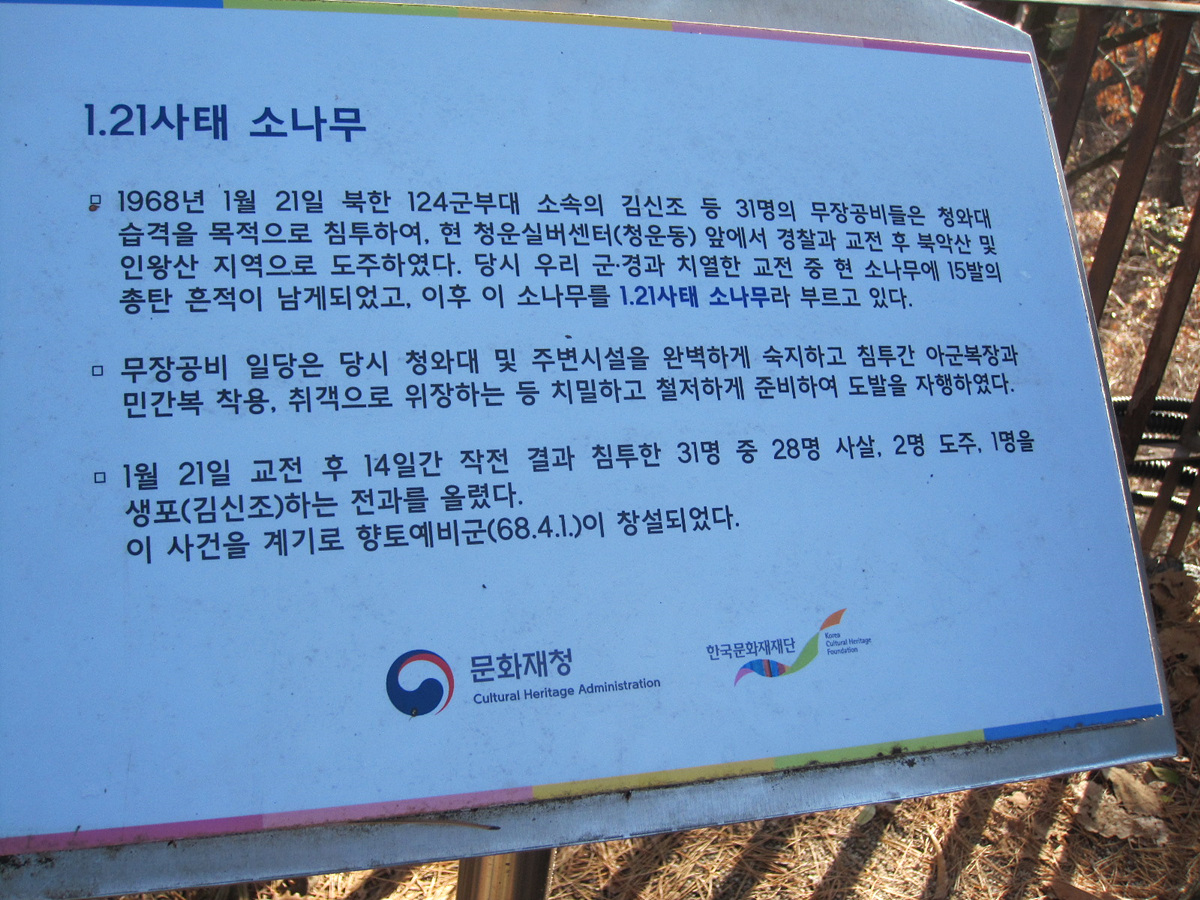 1.21사태 소나무
□ 1968년 1월 21일 북한 124군부대 소속의 김신조 등 31명의 무장공비들은 청와대
습격을 목적으로 침투하여, 현 청운실버센터(청운동) 앞에서 경찰과 교전 후 북악산 및
인왕산 지역으로 도주하였다. 당시 우리 군·경과 치열한 교전 중 현 소나무에 15발의
총탄 흔적이 남게되었고, 이후 이 소나무를 1.21사태 소나무라 부르고 있다.
□ 무장공비 일당은 당시 청와대 및 주변시설을 완벽하게 숙지하고 침투간 아군복장과
민간복 착용, 취객으로 위장하는 등 치밀하고 철저하게 준비하여 도발을 자행하였다.
□ 1월 21일 교전 후 14일간 작전 결과 침투한 31명 중 28명 사살, 2명 도주, 1명을
생포(김신조)하는 전과를 올렸다.
이 사건을 계기로 향토예비군(68.4.1.)이 창설되었다.
문화재청
Cultural Heritage Administration
한국문화재재단
Korea
Cultural Heritage
Foundation